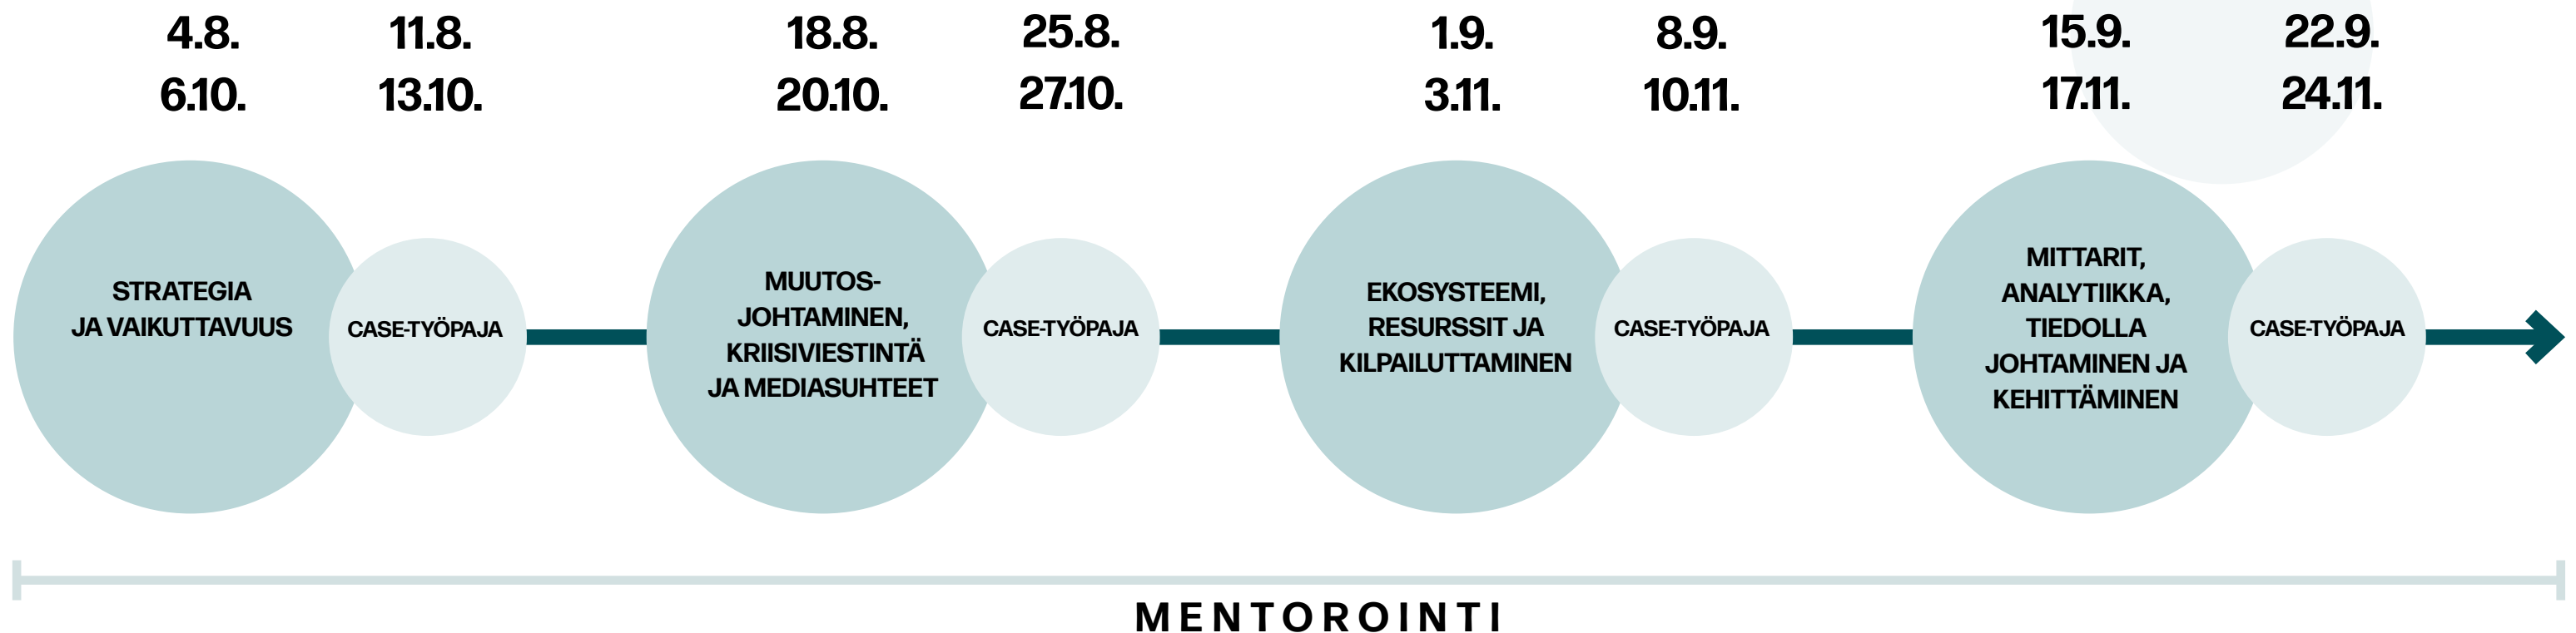 4.8.
6.10.
11.8.
13.10.
18.8.
20.10.
25.8.
27.10.
1.9.
3.11.
8.9.
10.11.
15.9.
17.11.
22.9.
24.11.
STRATEGIA
JA VAIKUTTAVUUS
CASE-TYÖPAJA
MUUTOS-
JOHTAMINEN,
KRIISIVIESTINTÄ
JA MEDIASUHTEET
CASE-TYÖPAJA
EKOSYSTEEMI,
RESURSSIT JA
KILPAILUTTAMINEN
CASE-TYÖPAJA
MITTARIT,
ANALYTIIKKA,
TIEDOLLA
JOHTAMINEN JA
KEHITTÄMINEN
CASE-TYÖPAJA
MENTOROINTI